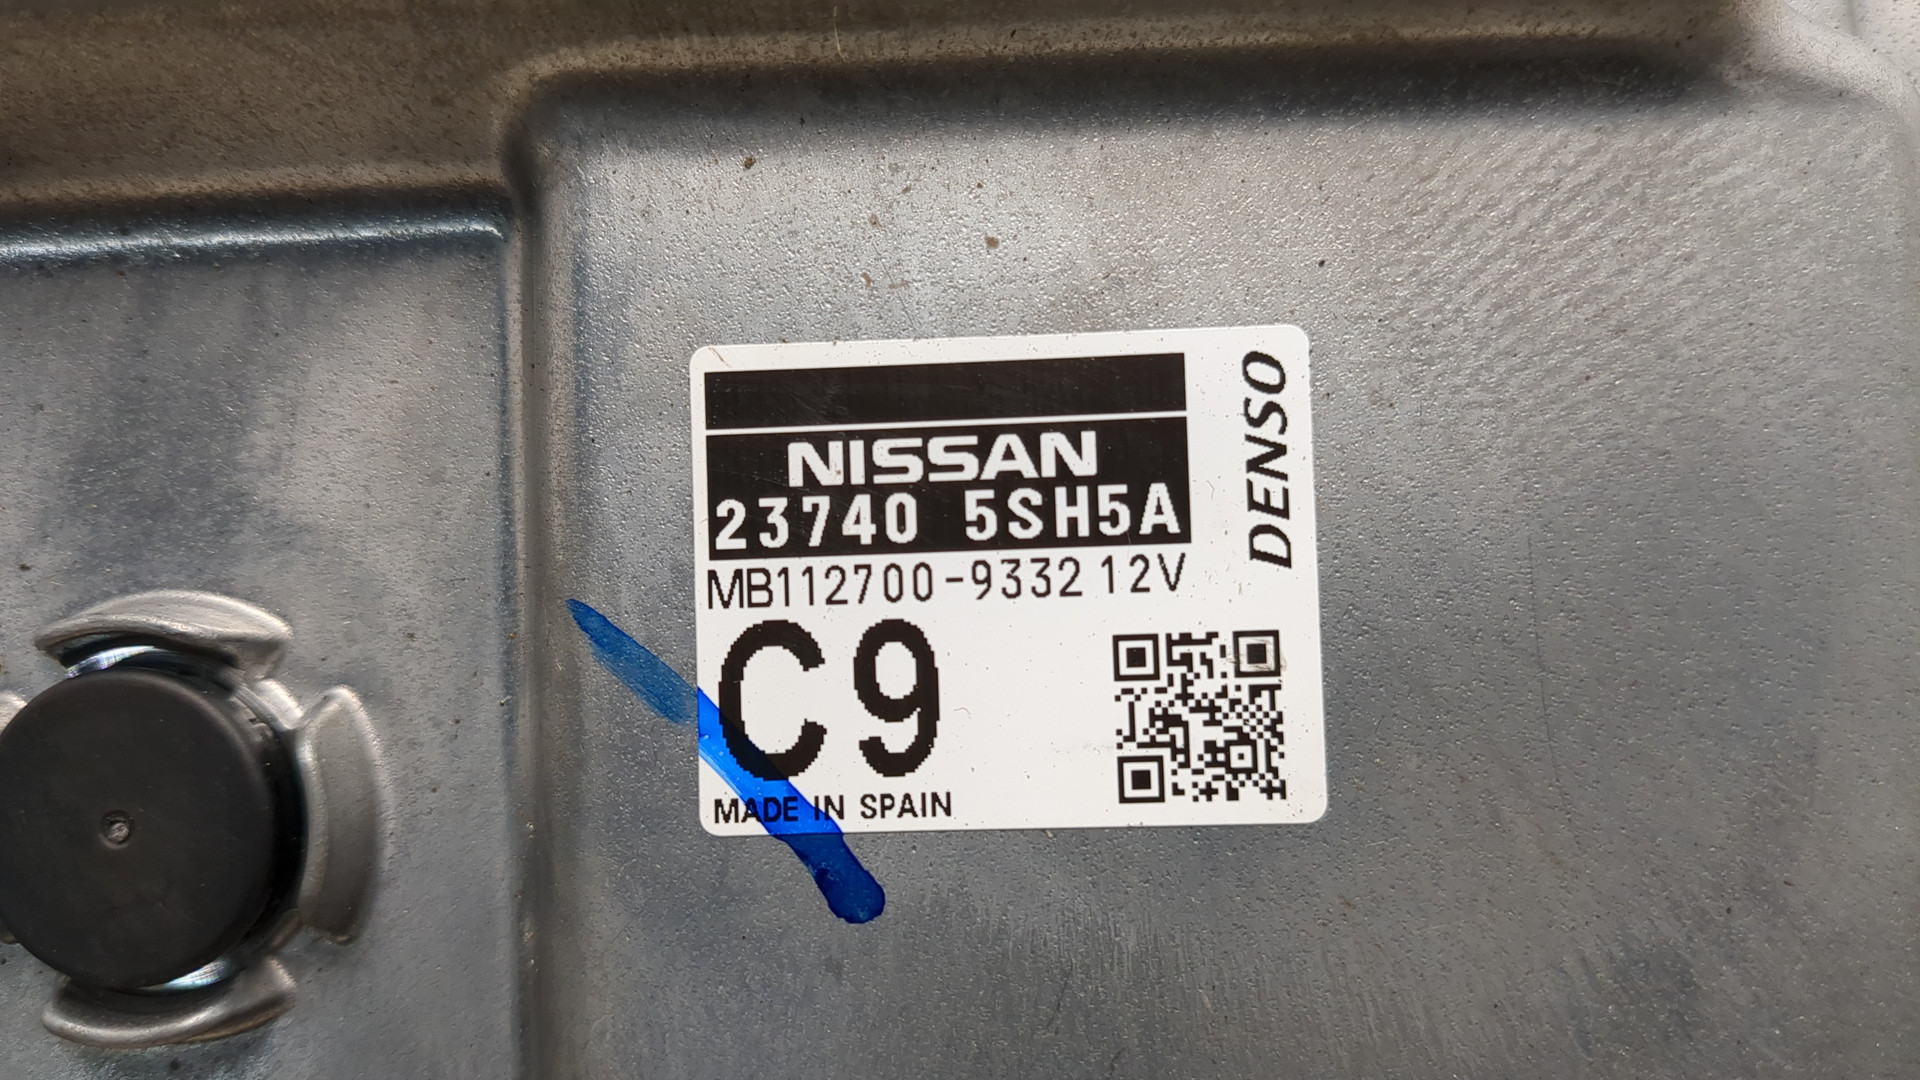 NISSAN
23740 5SH5A
MB112700-9332 12V
C9
MADE IN SPAIN
DENSO